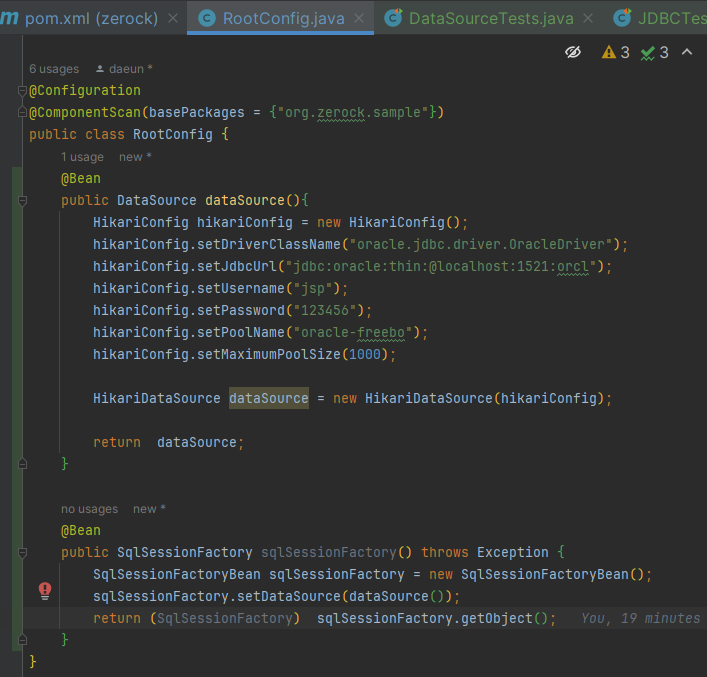 pom.xml (zerock)
RootConfig.java
DataSourceTests.java
JDBCTes
3 3
6 usages daeun *
@Configuration
@ComponentScan(basePackages = {"org.zerock.sample"})
public class RootConfig {
1 usage new *
@Bean
public DataSource dataSource(){
HikariConfig hikariConfig = new HikariConfig();
hikariConfig.setDriverClassName("oracle.jdbc.driver.OracleDriver");
hikariConfig.setJdbcUrl("jdbc:oracle:thin:@localhost:1521:orcl");
hikariConfig.setUsername("jsp");
hikariConfig.setPassword("123456");
hikariConfig.setPoolName("oracle-freebo");
hikariConfig.setMaximumPoolSize(1000);
HikariDataSource dataSource = new HikariDataSource(hikariConfig);
return  dataSource;
}
no usages new *
@Bean
public SqlSessionFactory sqlSessionFactory() throws Exception {
SqlSessionFactoryBean sqlSessionFactory = new SqlSessionFactoryBean();
sqlSessionFactory.setDataSource(dataSource());
return (SqlSessionFactory)  sqlSessionFactory.getObject(); You, 19 minutes
}
}